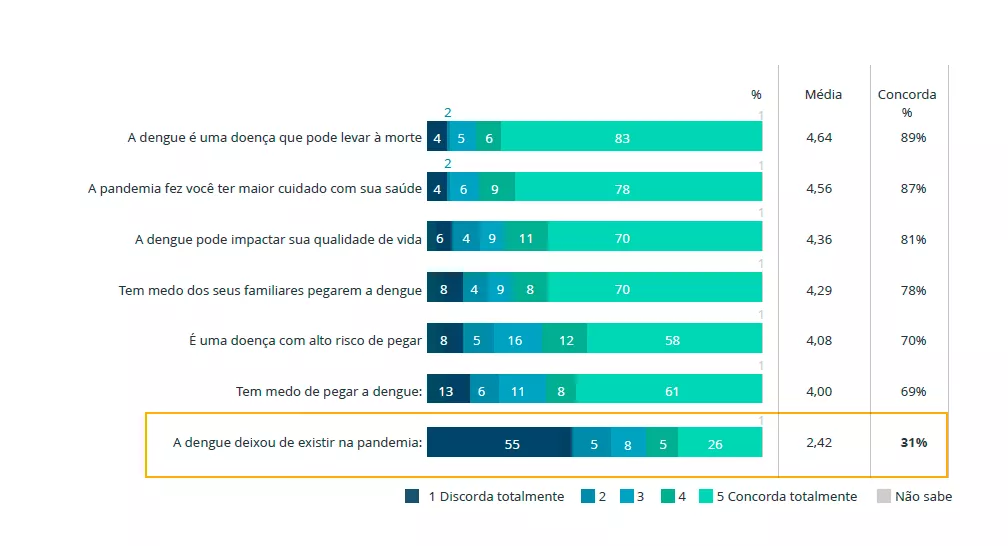 % Média Concorda
%
2 1
A dengue é uma doença que pode levar à morte 4 5 6 83 4,64 89%
2 1
A pandemia fez você ter maior cuidado com sua saúde 4 6 9 78 4,56 87%
1
A dengue pode impactar sua qualidade de vida 6 4 9 11 70 4,36 81%
1
Tem medo dos seus familiares pegarem a dengue 8 4 9 8 70 4,29 78%
1
É uma doença com alto risco de pegar 8 5 16 12 58 4,08 70%
1
Tem medo de pegar a dengue: 13 6 11 8 61 4,00 69%
1
A dengue deixou de existir na pandemia: 55 5 8 5 26 2,42 31%
1 Discorda totalmente 2 3 4 5 Concorda totalmente Não sabe